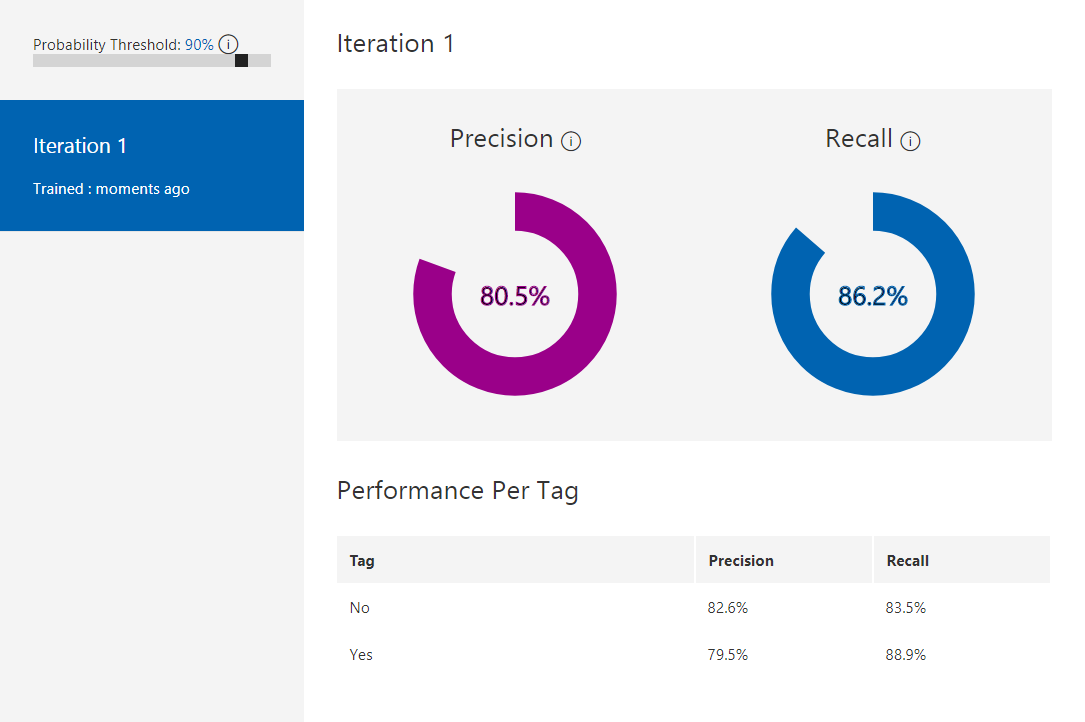 Probability Threshold: 90% i
Iteration 1
Trained : moments ago
Iteration 1
Precision i
Recall i
80.5%
86.2%
Performance Per Tag
Tag Precision Recall
No 82.6% 83.5%
Yes 79.5% 88.9%